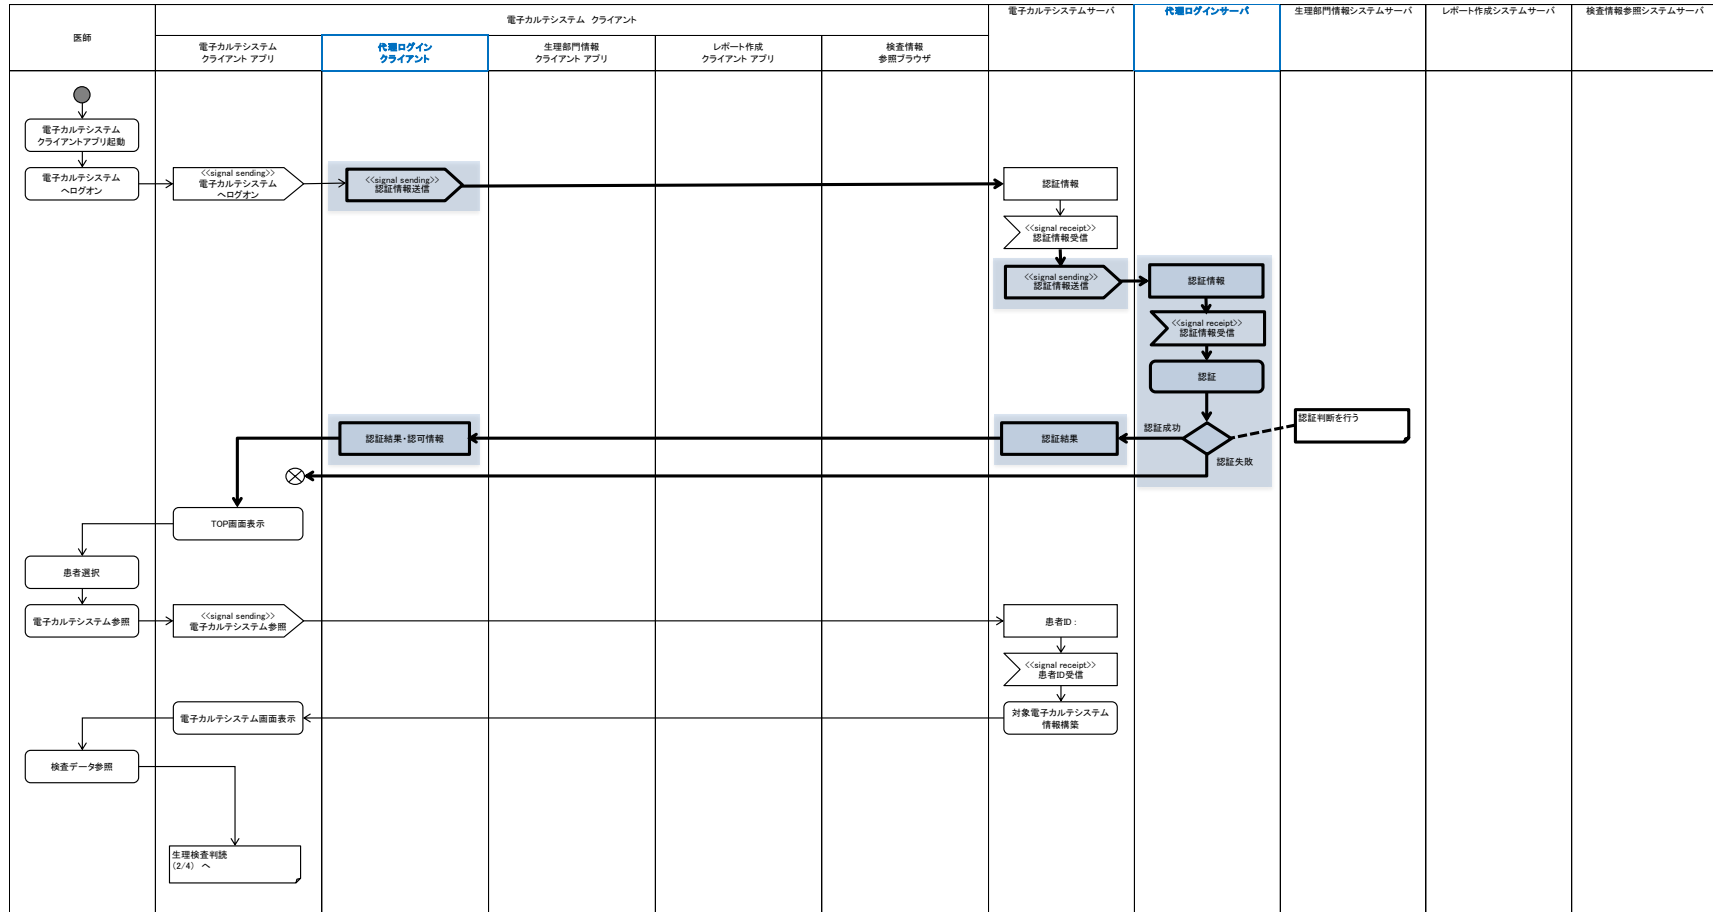 医師
電子カルテシステム クライアント
電子カルテシステムサーバ
代理ログインサーバ
生理部門情報システムサーバ
レポート作成システムサーバ
検査情報参照システムサーバ
電子カルテシステム
クライアント アプリ
代理ログイン
クライアント
生理部門情報
クライアント アプリ
レポート作成
クライアント アプリ
検査情報
参照ブラウザ
電子カルテシステム
クライアントアプリ起動
電子カルテシステム
へログオン
<<signal sending>>
電子カルテシステム
へログオン
<<signal sending>>
認証情報送信
認証情報
<<signal receipt>>
認証情報受信
<<signal sending>>
認証情報送信
認証情報
<<signal receipt>>
認証情報受信
認証
認証判断を行う
認証成功
認証失敗
認証結果
認証結果・認可情報
TOP画面表示
患者選択
電子カルテシステム参照
<<signal sending>>
電子カルテシステム参照
患者ID:
<<signal receipt>>
患者ID受信
対象電子カルテシステム
情報構築
電子カルテシステム画面表示
検査データ参照
生理検査判読
(2/4) へ